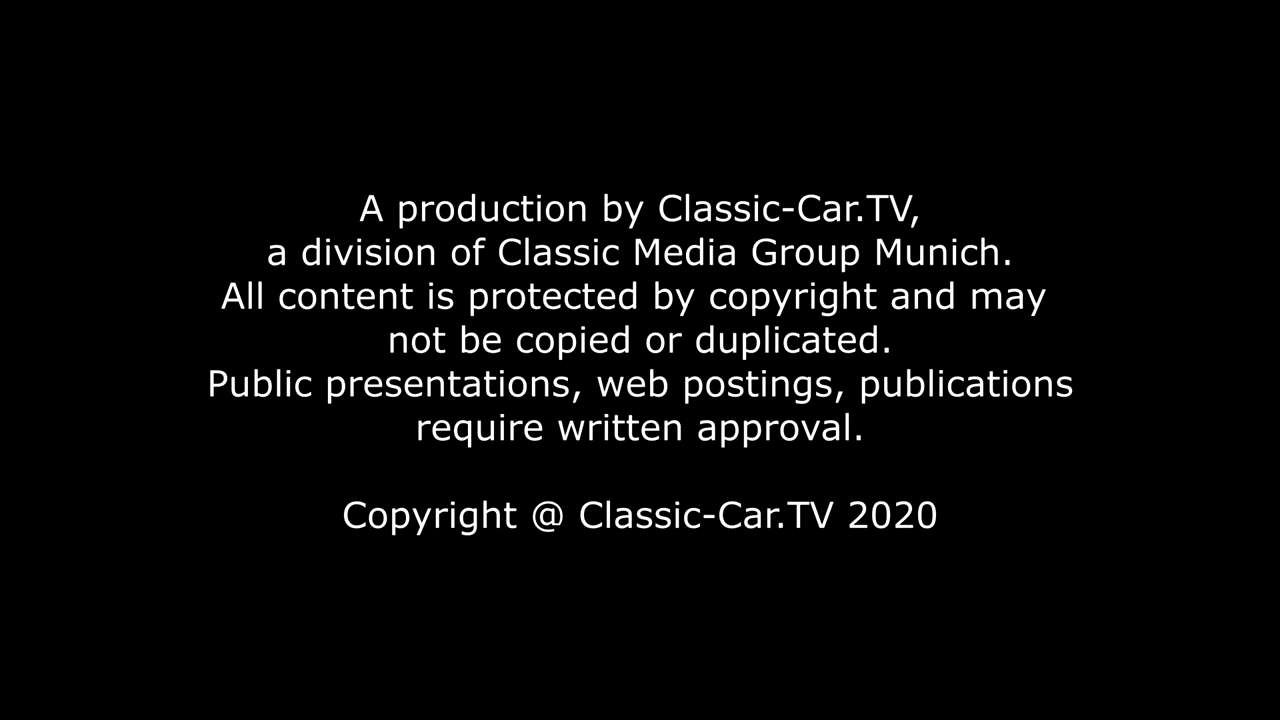 A production by Classic-Car.TV,
a division of Classic Media Group Munich.
All content is protected by copyright and may
not be copied or duplicated.
Public presentations, web postings, publications
require written approval.
Copyright @ Classic-Car.TV 2020